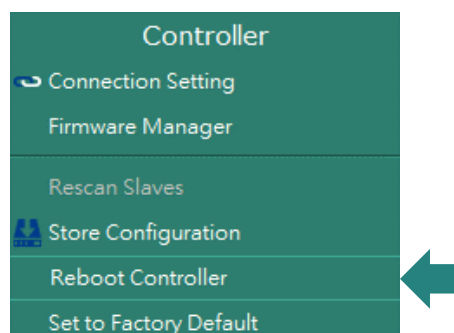 Controller
Connection Setting
Firmware Manager
Rescan Slaves
Store Configuration
Reboot Controller
Set to Factory Default